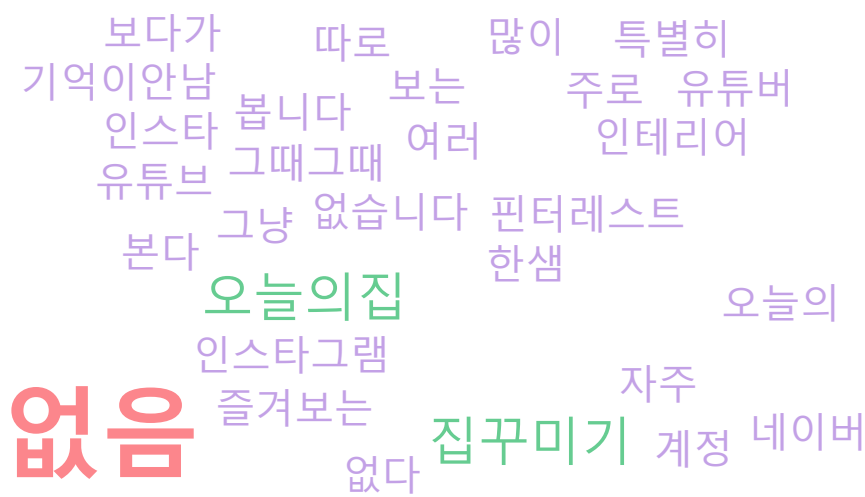 보다가
따로
많이
특별히
기억이안남
보는
주로
유튜버
인스타
봅니다
여러
인테리어
유튜브
그때그때
그냥
없습니다
핀터레스트
본다
한샘
오늘의집
오늘의
인스타그램
자주
없음
즐겨보는
집꾸미기
계정
네이버
없다